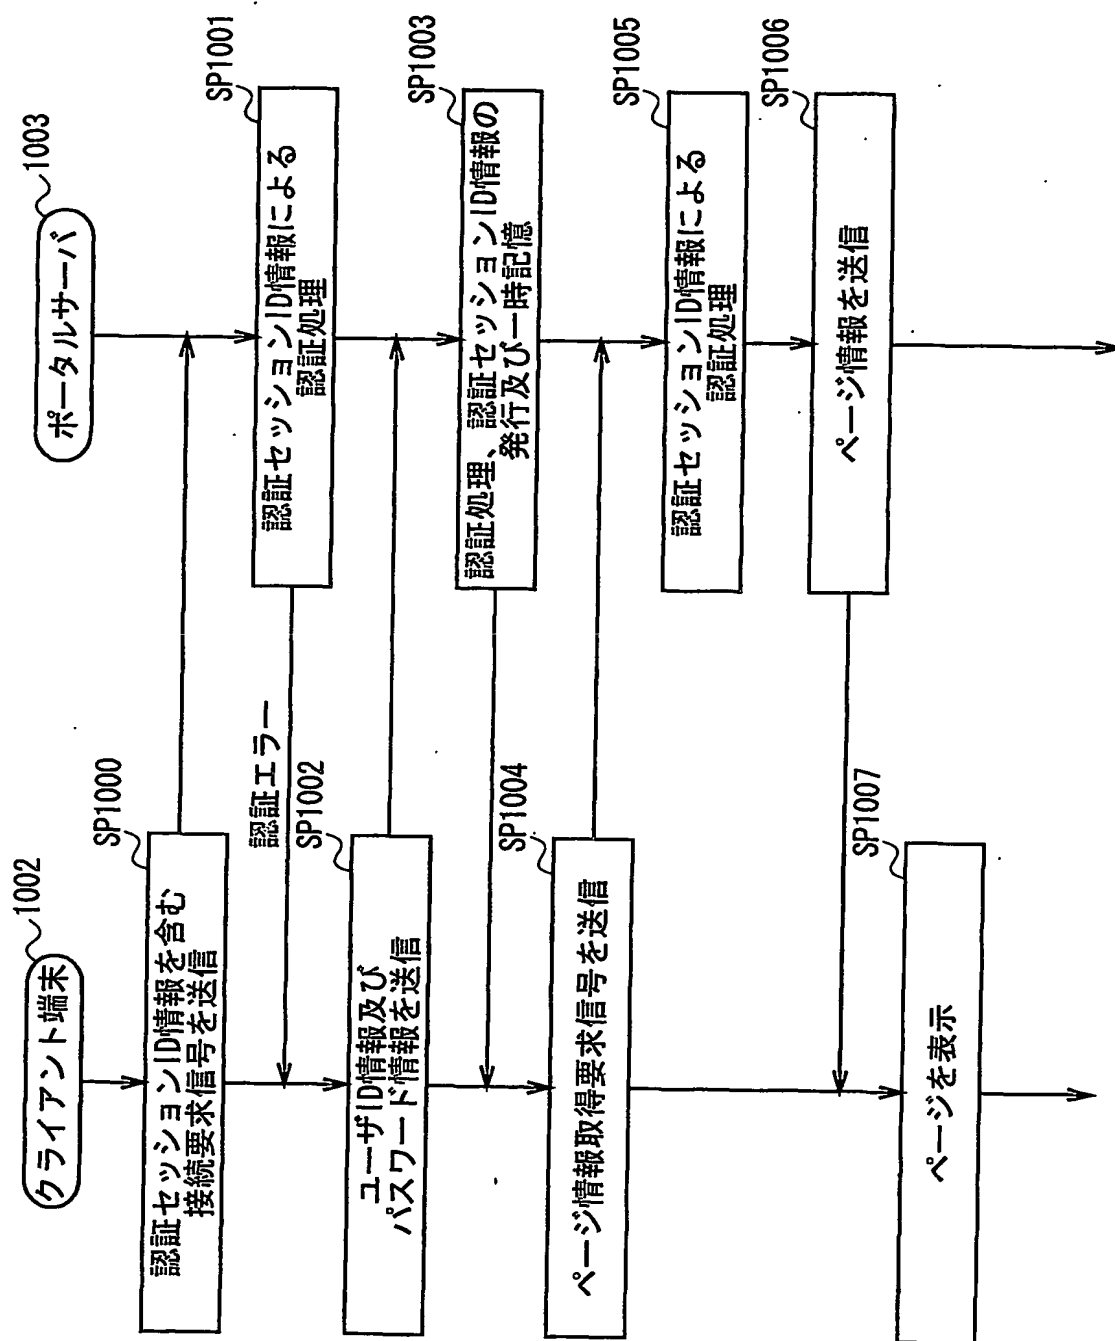 クライアント端末
1002
ポータルサーバ
1003
SP1000
認証セッションID情報を含む
接続要求信号を送信
SP1001
認証セッションID情報による
認証処理
認証エラー
SP1002
ユーザID情報及び
パスワード情報を送信
SP1003
認証処理、認証セッションID情報の
発行及び一時記憶
SP1004
ページ情報取得要求信号を送信
SP1005
認証セッションID情報による
認証処理
SP1006
ページ情報を送信
SP1007
ページを表示